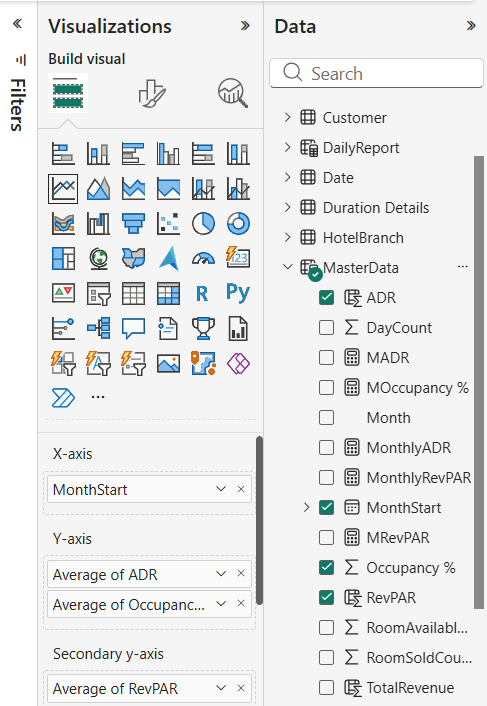 Filters
Visualizations
Build visual
123
R
Py
X-axis
MonthStart
Y-axis
Average of ADR
Average of Occupanc...
Secondary y-axis
Average of RevPAR
Data
Search
Customer
DailyReport
Date
Duration Details
HotelBranch
MasterData
ADR
DayCount
MADR
MOccupancy %
Month
MonthlyADR
MonthlyRevPAR
MonthStart
MRevPAR
Occupancy %
RevPAR
RoomAvailabl...
RoomSoldCou...
TotalRevenue